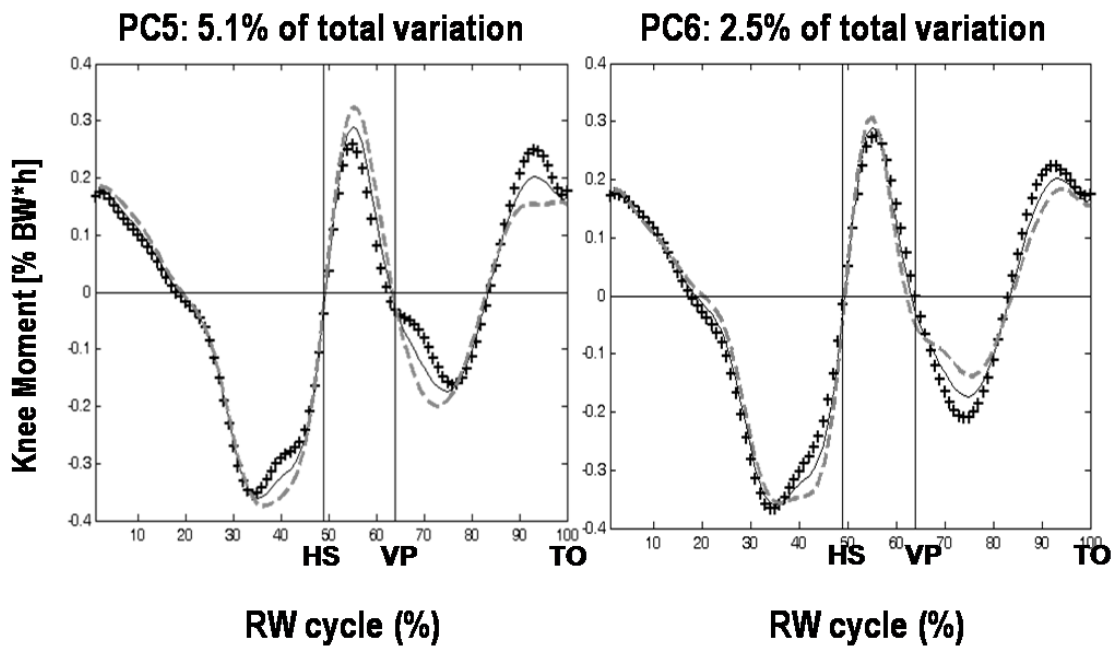 PC5: 5.1% of total variation
PC6: 2.5% of total variation
Knee Moment [% BW*h]
0.4
0.3
0.2
0.1
0
-0.1
-0.2
-0.3
-0.4
10 20 30 40 50 60 70 80 90 100
HS VP TO
RW cycle (%)
0.4
0.3
0.2
0.1
0
-0.1
-0.2
-0.3
-0.4
10 20 30 40 50 60 70 80 90 100
HS VP TO
RW cycle (%)